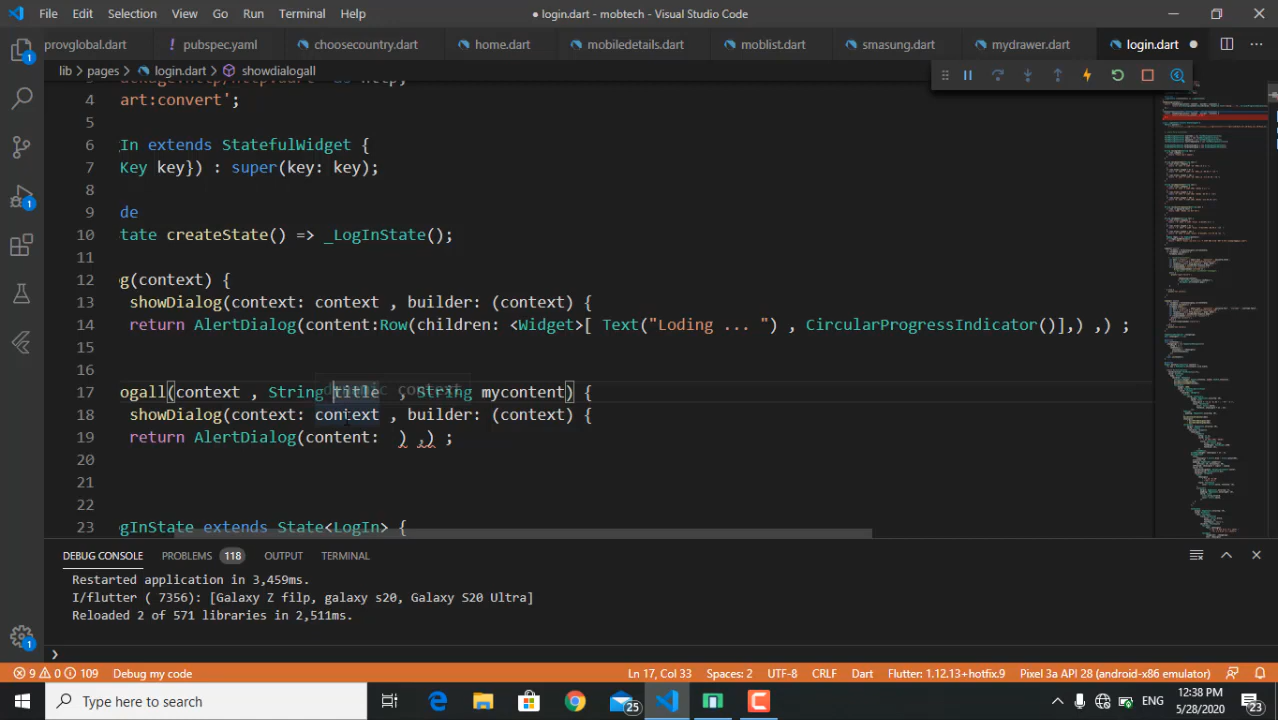 File Edit Selection View Go Run Terminal Help ● login.dart - mobtech - Visual Studio Code
provglobal.dart pubspec.yaml choosecountry.dart home.dart mobiledetails.dart moblist.dart smasung.dart mydrawer.dart login.dart ●
lib > pages > login.dart > showdialogall
4 art:convert';
5
6 In extends StatefulWidget {
7 Key key}) : super(key: key);
8
9 de
10 tate createState() => _LogInState();
11
12 g(context) {
13 showDialog(context: context , builder: (context) {
14 return AlertDialog(content:Row(children: <Widget>[ Text("Loding ... ") , CircularProgressIndicator()],) ,) ;
15
16
17 ogall(context , String title , String mycontent) {
18 showDialog(context: context , builder: (context) {
19 return AlertDialog(content: ) ,) ;
20
21
22
23 gInState extends State<LogIn> {
DEBUG CONSOLE PROBLEMS 118 OUTPUT TERMINAL
Restarted application in 3,459ms.
I/flutter ( 7356): [Galaxy Z filp, galaxy s20, Galaxy S20 Ultra]
Reloaded 2 of 571 libraries in 2,511ms.
>
9 0 109 Debug my code Ln 17, Col 33 Spaces: 2 UTF-8 CRLF Dart Flutter: 1.12.13+hotfix.9 Pixel 3a API 28 (android-x86 emulator)
Type here to search 25 ENG 12:38 PM 5/28/2020 23